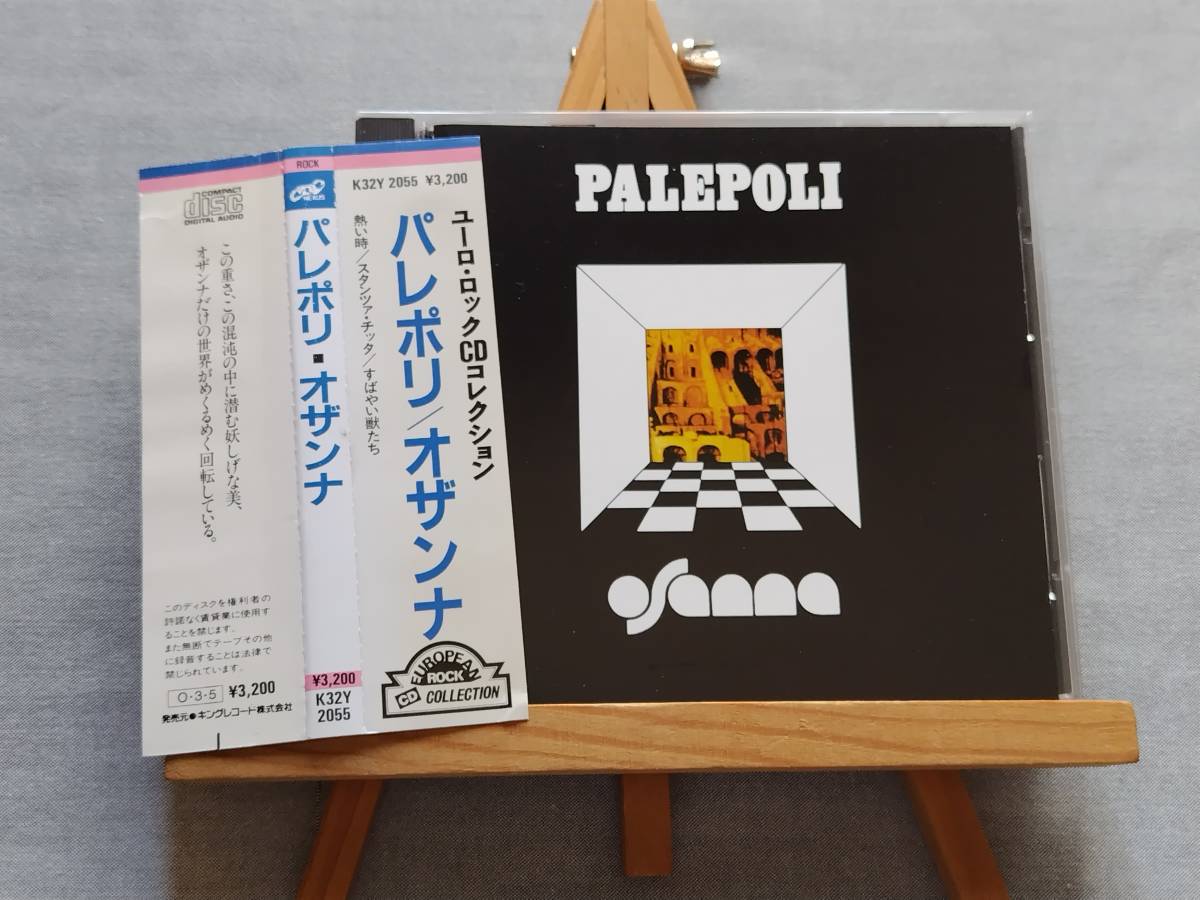 COMPACT
disc
DIGITAL AUDIO
この重さ、この混沌の中に潜む妖しげな美、
オザンナだけの世界がめくるめく回転している。
このディスクを権利者の
許諾なく賃貸業に使用す
ることを禁じます.
また無断でテープその他
に録音することは法律で
禁じられています.
O・3・5 ¥3,200
発売元●キングレコード株式会社
ROCK
NEXUS
パレポリ■オザンナ
¥3,200
K32Y
2055
K32Y 2055 ¥3,200
ユーロ・ロックCDコレクション
パレポリ/オザンナ
熱い時/スタンツァ・チッタ/すばやい獣たち
EUROPEAN
ROCK
CD COLLECTION
PALEPOLI
osanna